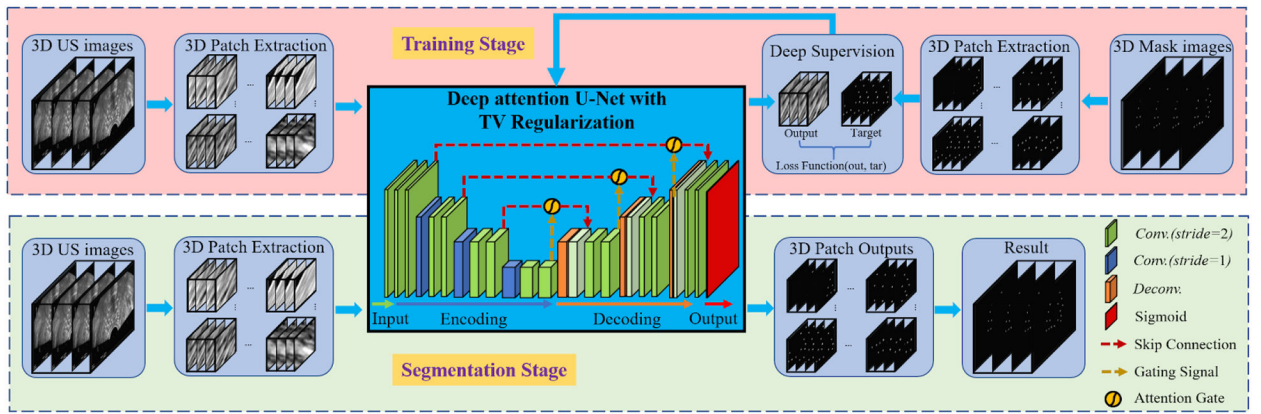 3D US images
3D Patch Extraction
Training Stage
Deep Supervision
Output
Target
Loss Function(out, tar)
3D Patch Extraction
3D Mask images
Deep attention U-Net with
TV Regularization
Input
Encoding
Decoding
Output
3D US images
3D Patch Extraction
Segmentation Stage
3D Patch Outputs
Result
Conv.(stride=2)
Conv.(stride=1)
Deconv.
Sigmoid
Skip Connection
Gating Signal
Attention Gate